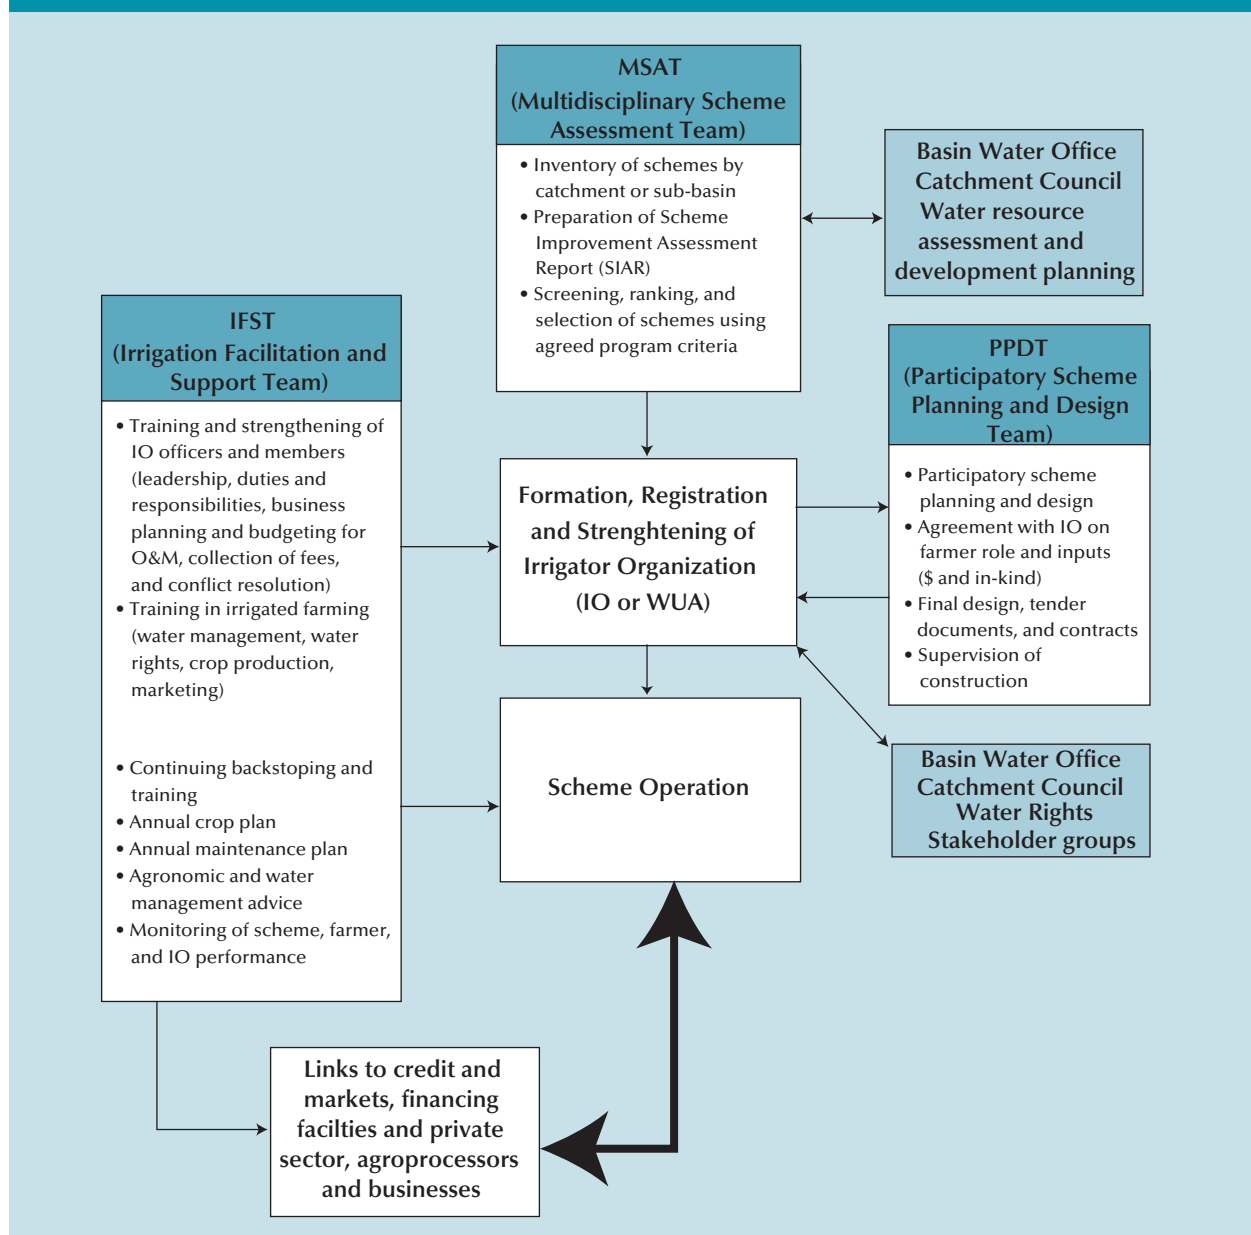 MSAT
(Multidisciplinary Scheme
Assessment Team)
• Inventory of schemes by
catchment or sub-basin
• Preparation of Scheme
Improvement Assessment
Report (SIAR)
• Screening, ranking, and
selection of schemes using
agreed program criteria
Basin Water Office
Catchment Council
Water resource
assessment and
development planning
IFST
(Irrigation Facilitation and
Support Team)
• Training and strengthening of
IO officers and members
(leadership, duties and
responsibilities, business
planning and budgeting for
O&M, collection of fees,
and conflict resolution)
• Training in irrigated farming
(water management, water
rights, crop production,
marketing)
• Continuing backstoping and
training
• Annual crop plan
• Annual maintenance plan
• Agronomic and water
management advice
• Monitoring of scheme, farmer,
and IO performance
Formation, Registration
and Strenghtening of
Irrigator Organization
(IO or WUA)
PPDT
(Participatory Scheme
Planning and Design
Team)
• Participatory scheme
planning and design
• Agreement with IO on
farmer role and inputs
($ and in-kind)
• Final design, tender
documents, and contracts
• Supervision of
construction
Scheme Operation
Basin Water Office
Catchment Council
Water Rights
Stakeholder groups
Links to credit and
markets, financing
facilties and private
sector, agroprocessors
and businesses